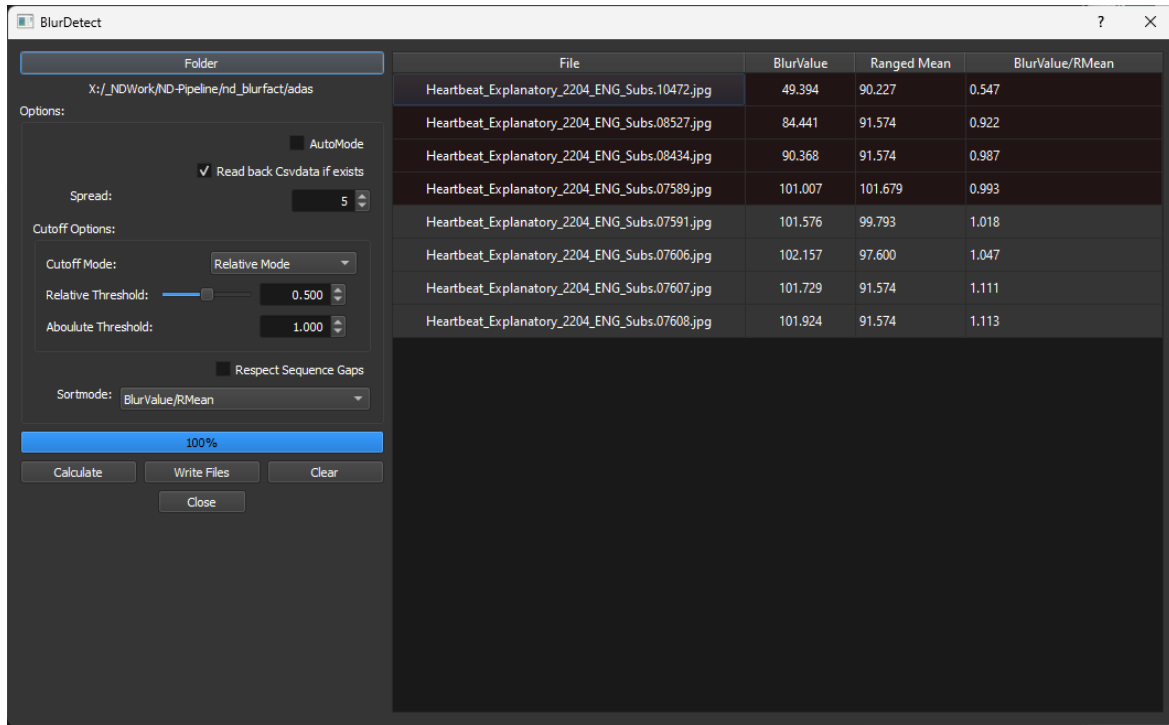 BlurDetect
?
Folder
X:/_NDWork/ND-Pipeline/nd_blurfact/adas
Options:
AutoMode
Read back Csvdata if exists
Spread: 5
Cutoff Options:
Cutoff Mode: Relative Mode
Relative Threshold: 0.500
Aboulute Threshold: 1.000
Respect Sequence Gaps
Sortmode: BlurValue/RMean
100%
Calculate Write Files Clear
Close
File BlurValue Ranged Mean BlurValue/RMean
Heartbeat_Explanatory_2204_ENG_Subs.10472.jpg 49.394 90.227 0.547
Heartbeat_Explanatory_2204_ENG_Subs.08527.jpg 84.441 91.574 0.922
Heartbeat_Explanatory_2204_ENG_Subs.08434.jpg 90.368 91.574 0.987
Heartbeat_Explanatory_2204_ENG_Subs.07589.jpg 101.007 101.679 0.993
Heartbeat_Explanatory_2204_ENG_Subs.07591.jpg 101.576 99.793 1.018
Heartbeat_Explanatory_2204_ENG_Subs.07606.jpg 102.157 97.600 1.047
Heartbeat_Explanatory_2204_ENG_Subs.07607.jpg 101.729 91.574 1.111
Heartbeat_Explanatory_2204_ENG_Subs.07608.jpg 101.924 91.574 1.113